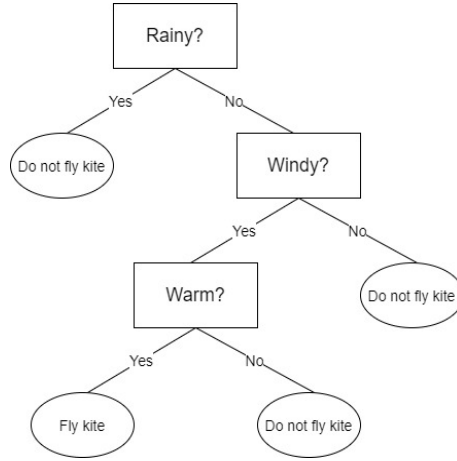 Rainy?
Yes
No
Do not fly kite
Windy?
Yes
No
Warm?
Do not fly kite
Yes
No
Fly kite
Do not fly kite